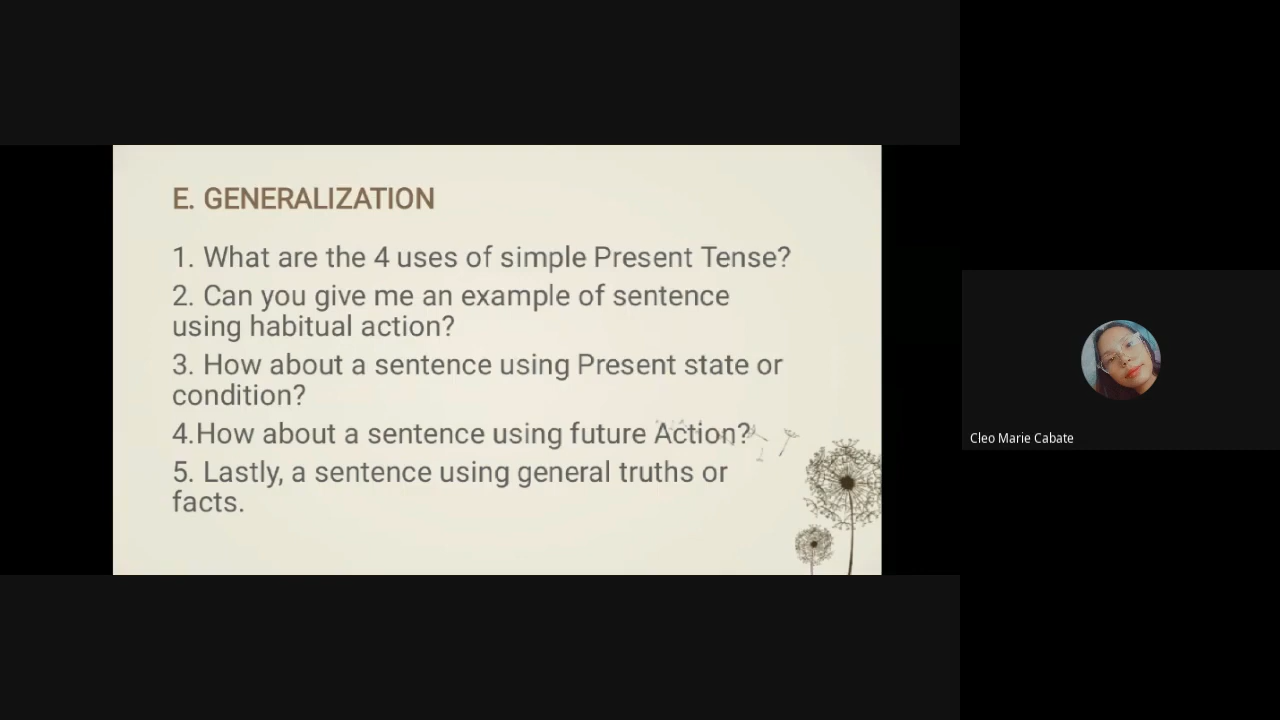 E. GENERALIZATION
1. What are the 4 uses of simple Present Tense?
2. Can you give me an example of sentence
using habitual action?
3. How about a sentence using Present state or
condition?
4.How about a sentence using future Action?
5. Lastly, a sentence using general truths or
facts.
Cleo Marie Cabate